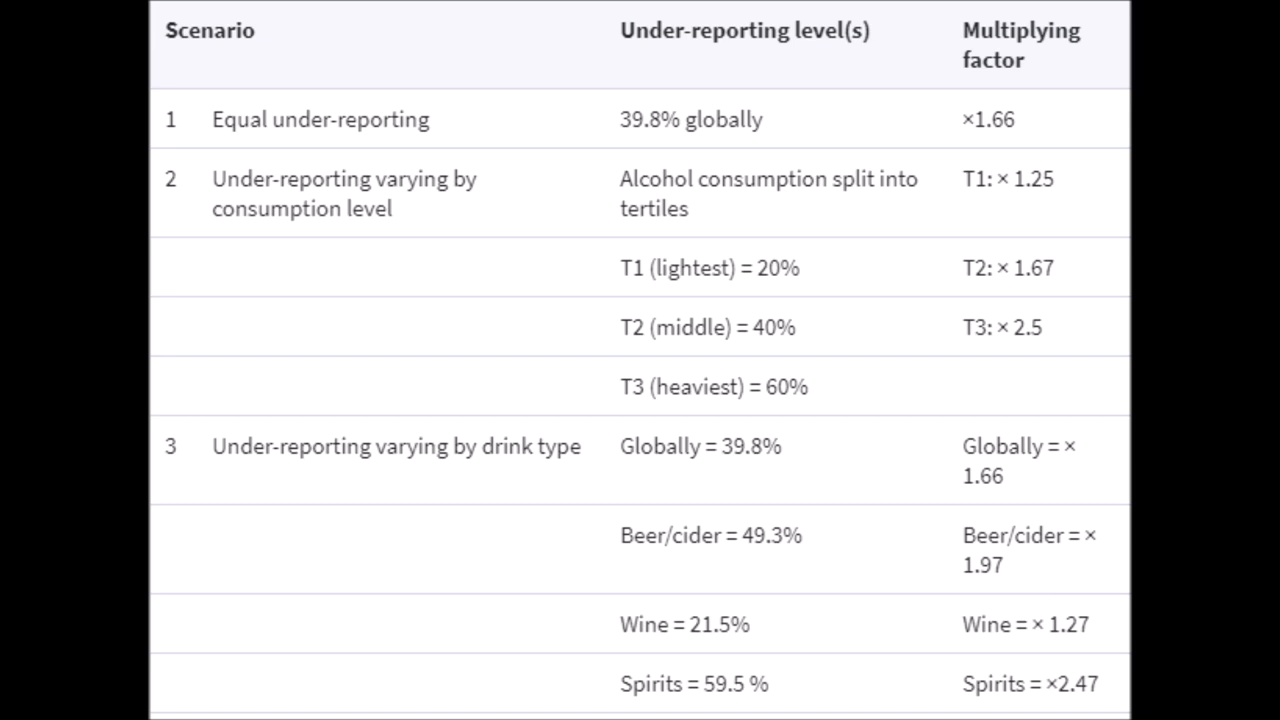 Scenario Under-reporting level(s) Multiplying
factor
1 Equal under-reporting 39.8% globally ×1.66
2 Under-reporting varying by Alcohol consumption split into T1: × 1.25
consumption level tertiles
T1 (lightest) = 20% T2: × 1.67
T2 (middle) = 40% T3: × 2.5
T3 (heaviest) = 60%
3 Under-reporting varying by drink type Globally = 39.8% Globally = ×
1.66
Beer/cider = 49.3% Beer/cider = ×
1.97
Wine = 21.5% Wine = × 1.27
Spirits = 59.5 % Spirits = ×2.47